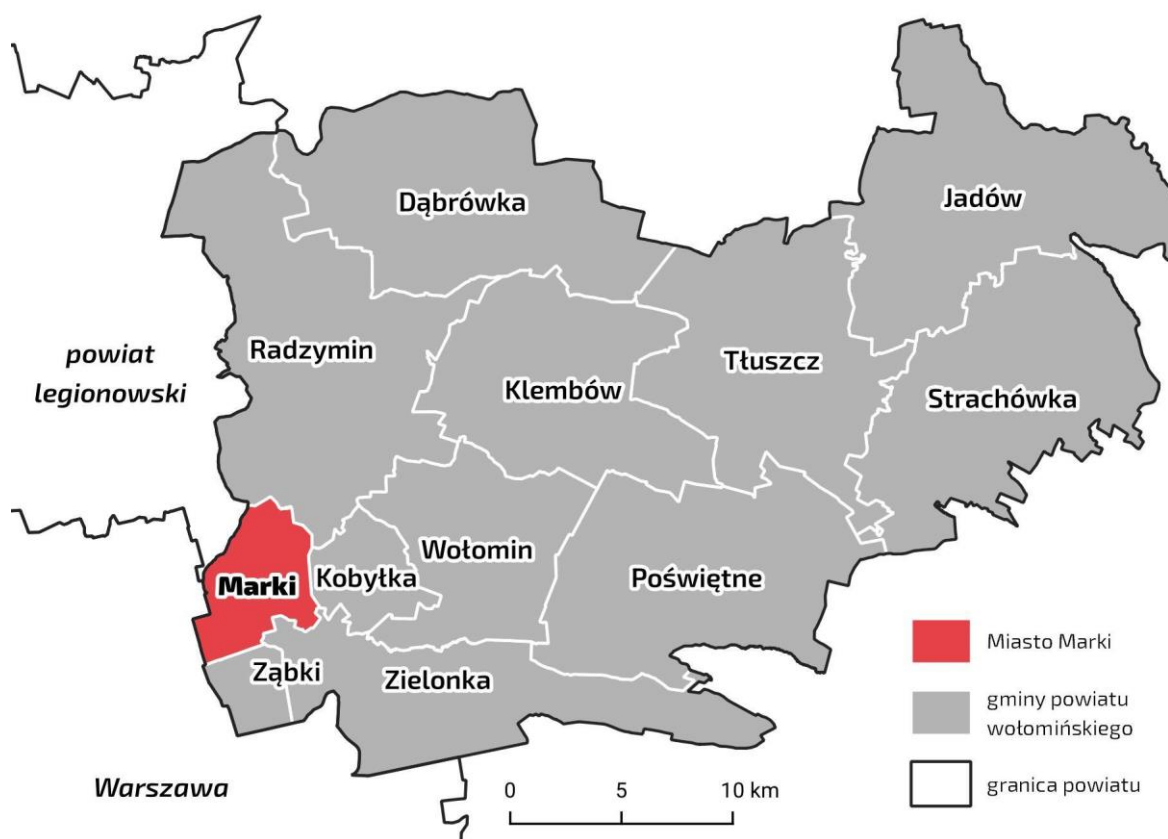 Dąbrówka
Jadów
Radzymin
powiat
legionowski
Klembów
Tłuszcz
Strachówka
Marki
Kobyłka
Wołomin
Poświętne
Ząbki
Zielonka
Warszawa
0 5 10 km
Miasto Marki
gminy powiatu
wołomińskiego
granica powiatu